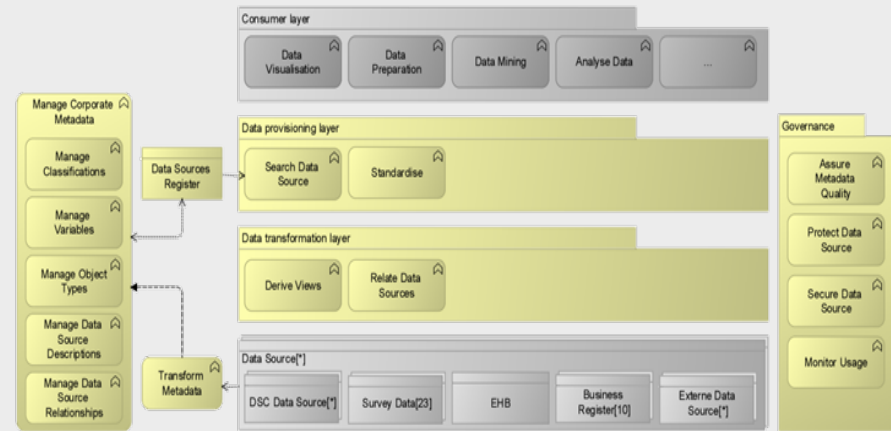 Consumer layer
Data
Visualisation
Data
Preparation
Data Mining
Analyse Data
...
Manage Corporate
Metadata
Manage
Classifications
Manage
Variables
Manage Object
Types
Manage Data
Source
Descriptions
Manage Data
Source
Relationships
Data Sources
Register
Transform
Metadata
Data provisioning layer
Search Data
Source
Standardise
Data transformation layer
Derive Views
Relate Data
Sources
Data Source[*]
DSC Data Source[*]
Survey Data[23]
EHB
Business
Register[10]
Externe Data
Source[*]
Governance
Assure
Metadata
Quality
Protect Data
Source
Secure Data
Source
Monitor Usage